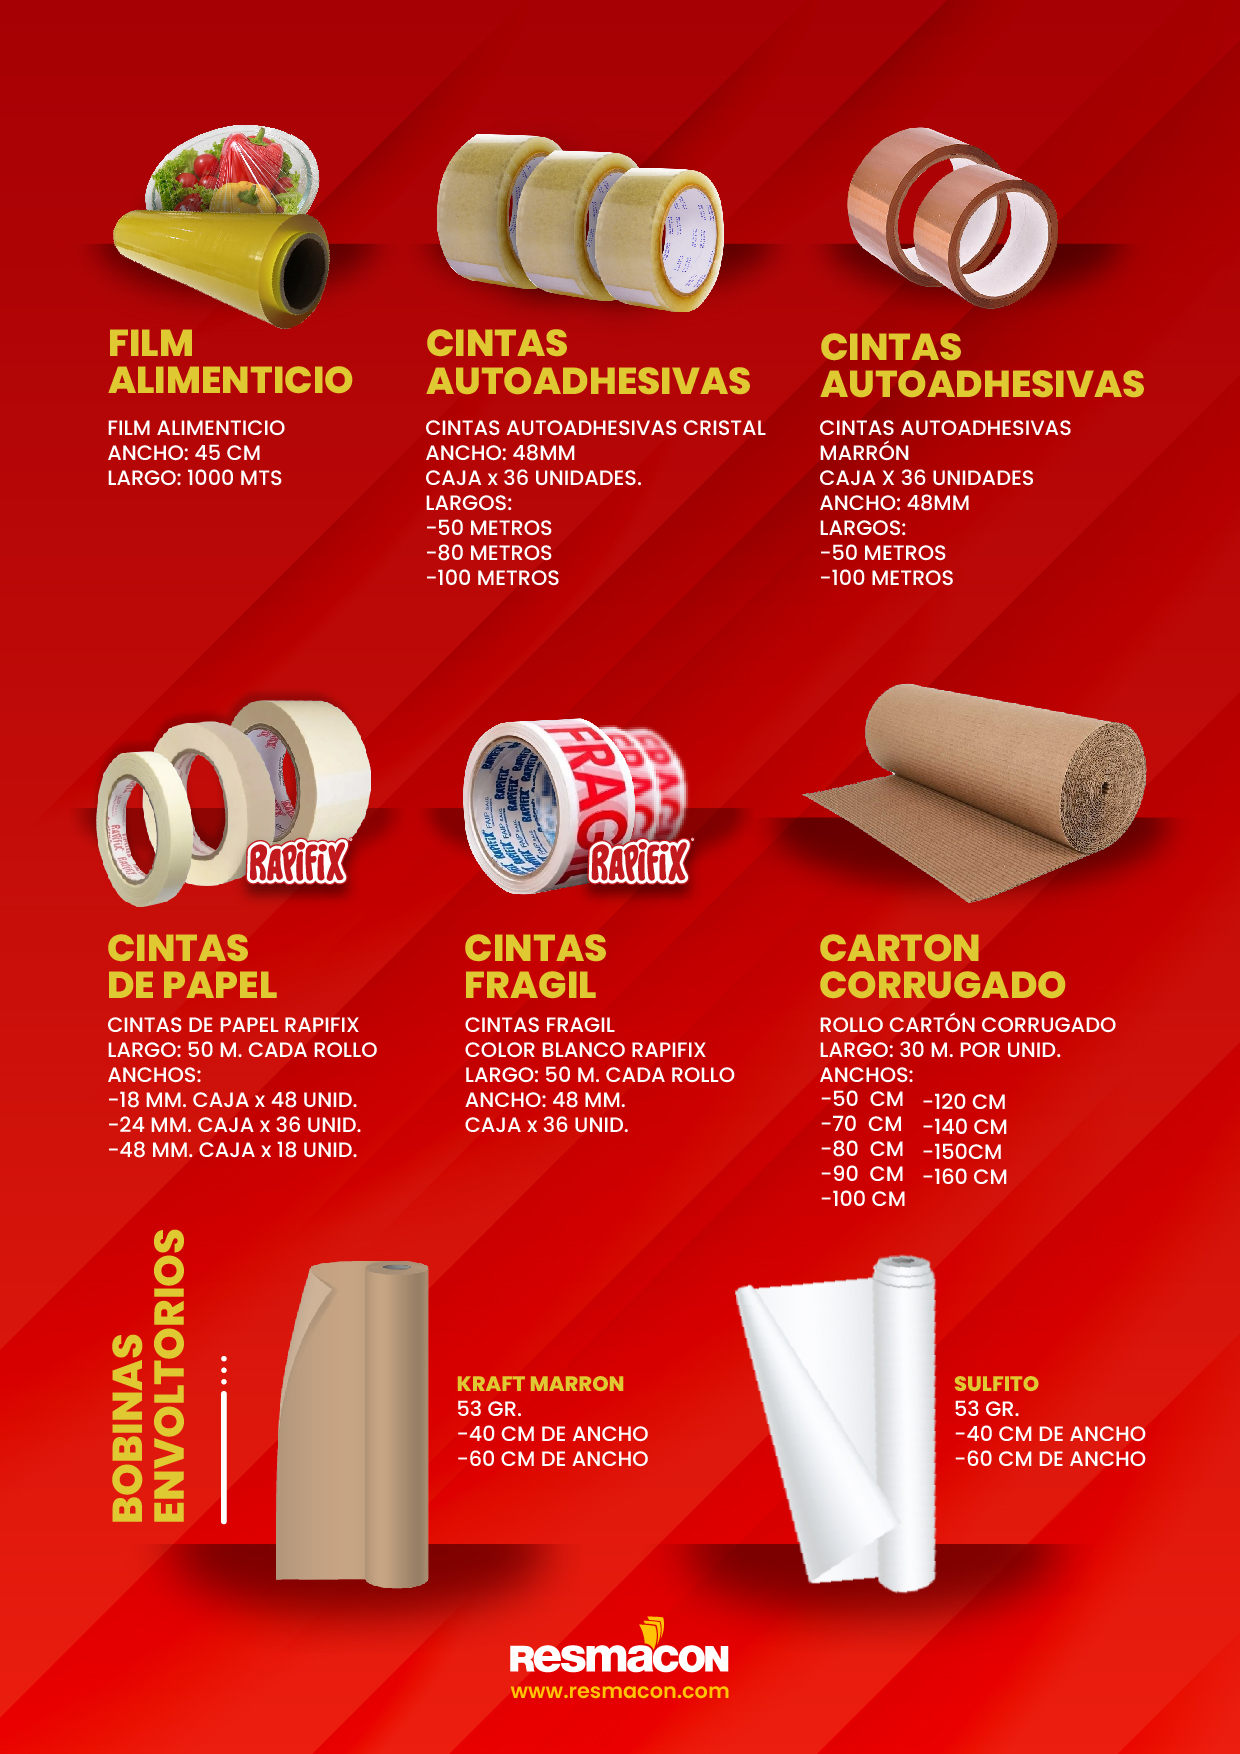 FILM
ALIMENTICIO
FILM ALIMENTICIO
ANCHO: 45 CM
LARGO: 1000 MTS
CINTAS
AUTOADHESIVAS
CINTAS AUTOADHESIVAS CRISTAL
ANCHO: 48MM
CAJA x 36 UNIDADES.
LARGOS:
-50 METROS
-80 METROS
-100 METROS
CINTAS
AUTOADHESIVAS
CINTAS AUTOADHESIVAS
MARRÓN
CAJA X 36 UNIDADES
ANCHO: 48MM
LARGOS:
-50 METROS
-100 METROS
RAPIFIX
RAPIFIX
CINTAS
DE PAPEL
CINTAS DE PAPEL RAPIFIX
LARGO: 50 M. CADA ROLLO
ANCHOS:
-18 MM. CAJA x 48 UNID.
-24 MM. CAJA x 36 UNID.
-48 MM. CAJA x 18 UNID.
FRAGIL
RAPIFIX
RAPIFIX
CINTAS
FRAGIL
CINTAS FRAGIL
COLOR BLANCO RAPIFIX
LARGO: 50 M. CADA ROLLO
ANCHO: 48 MM.
CAJA x 36 UNID.
CARTON
CORRUGADO
ROLLO CARTÓN CORRUGADO
LARGO: 30 M. POR UNID.
ANCHOS:
-50 CM
-70 CM
-80 CM
-90 CM
-100 CM
-120 CM
-140 CM
-150CM
-160 CM
BOBINAS
ENVOLTORIOS
KRAFT MARRON
53 GR.
-40 CM DE ANCHO
-60 CM DE ANCHO
SULFITO
53 GR.
-40 CM DE ANCHO
-60 CM DE ANCHO
RESMACON
www.resmacon.com